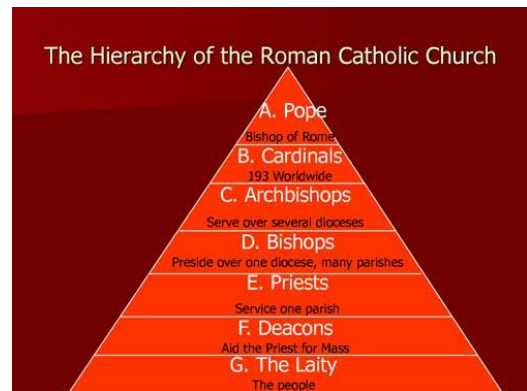 The Hierarchy of the Roman Catholic Church
A. Pope
Bishop of Rome
B. Cardinals
193 Worldwide
C. Archbishops
Serve over several dioceses
D. Bishops
Preside over one diocese, many parishes
E. Priests
Service one parish
F. Deacons
Aid the Priest for Mass
G. The Laity
The people